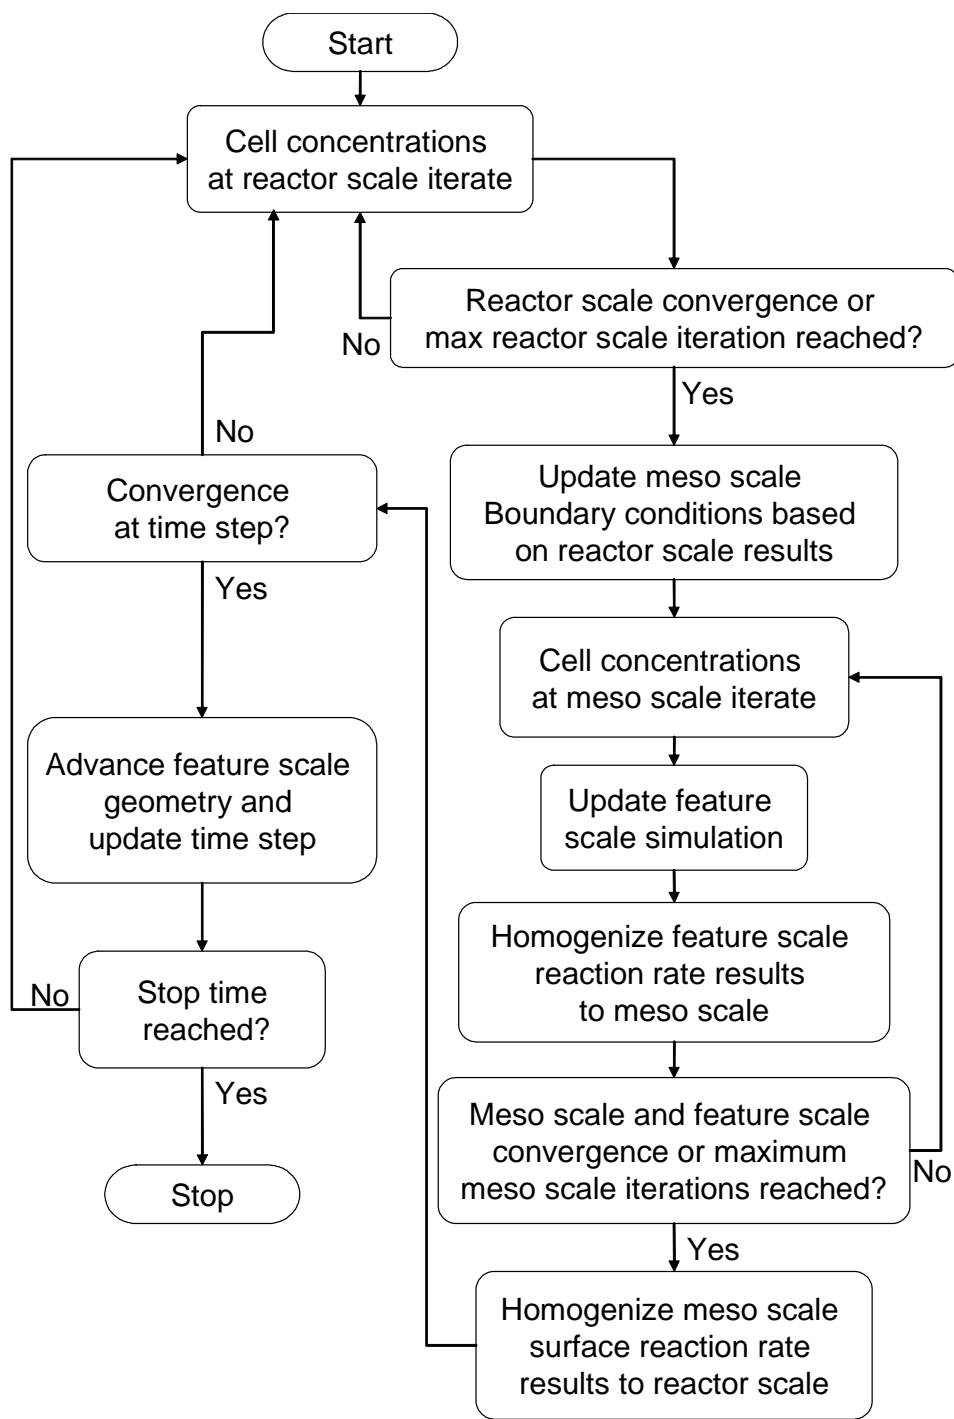 Start
Cell concentrations
at reactor scale iterate
Reactor scale convergence or
max reactor scale iteration reached?
No
Yes
Update meso scale
Boundary conditions based
on reactor scale results
Cell concentrations
at meso scale iterate
Update feature
scale simulation
Homogenize feature scale
reaction rate results
to meso scale
Meso scale and feature scale
convergence or maximum
meso scale iterations reached?
No
Yes
Homogenize meso scale
surface reaction rate
results to reactor scale
No
Convergence
at time step?
Yes
Advance feature scale
geometry and
update time step
No
Stop time
reached?
Yes
Stop